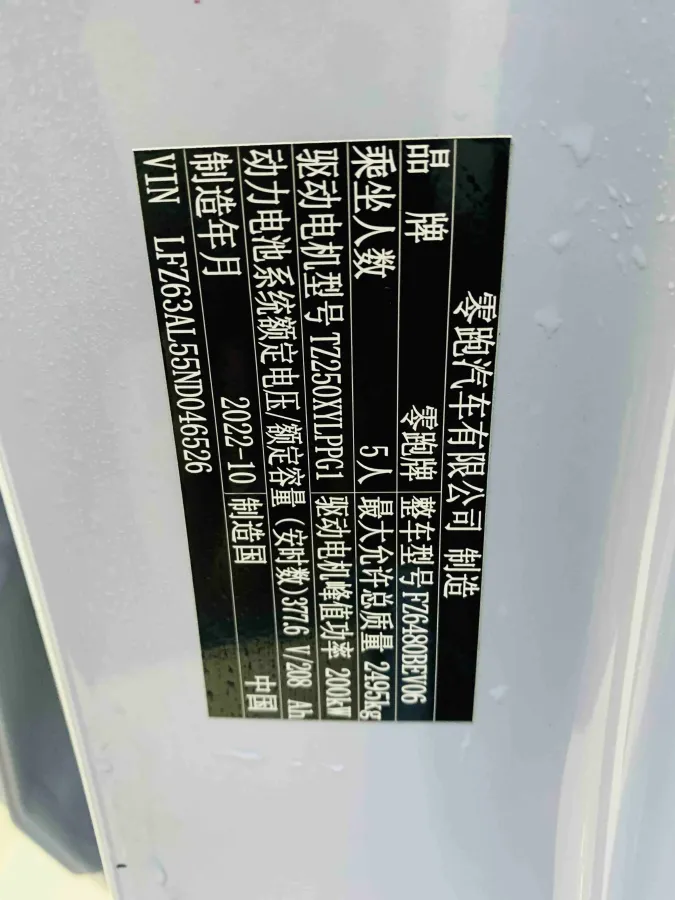 零跑汽车有限公司 制造
品牌 零跑牌 整车型号 FZ6480BEV06
乘坐人数 5人 最大允许总质量 2495kg
驱动电机型号 TZ250XYLPPG1 驱动电机峰值功率 200kW
动力电池系统额定电压/额定容量(安时数)377.6 V/208 Ah
制造年月 2022-10 制造国 中国
VIN LFZ63AL55ND046526